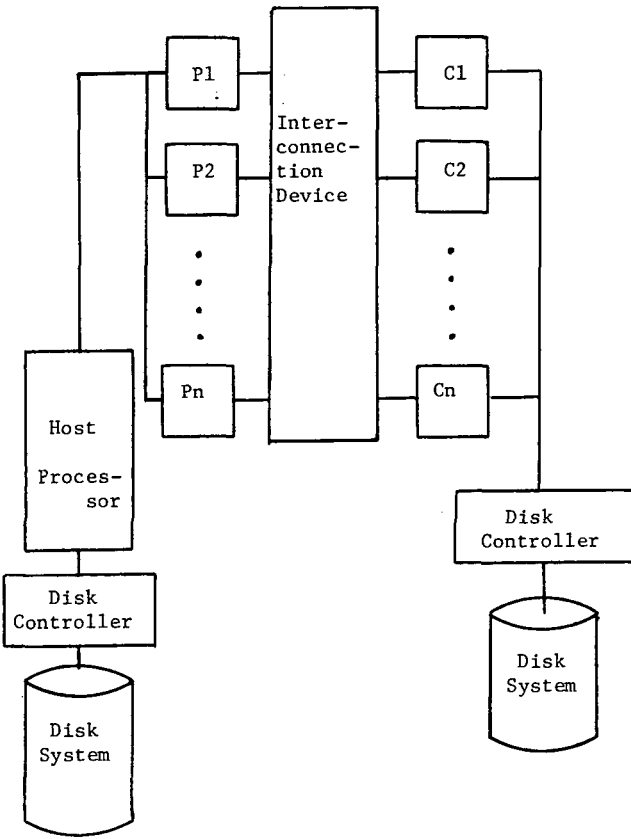 P1
C1
Inter-
connec-
tion
Device
P2
C2
Pn
Cn
Host
Proces-
sor
Disk
Controller
Disk
Controller
Disk
System
Disk
System